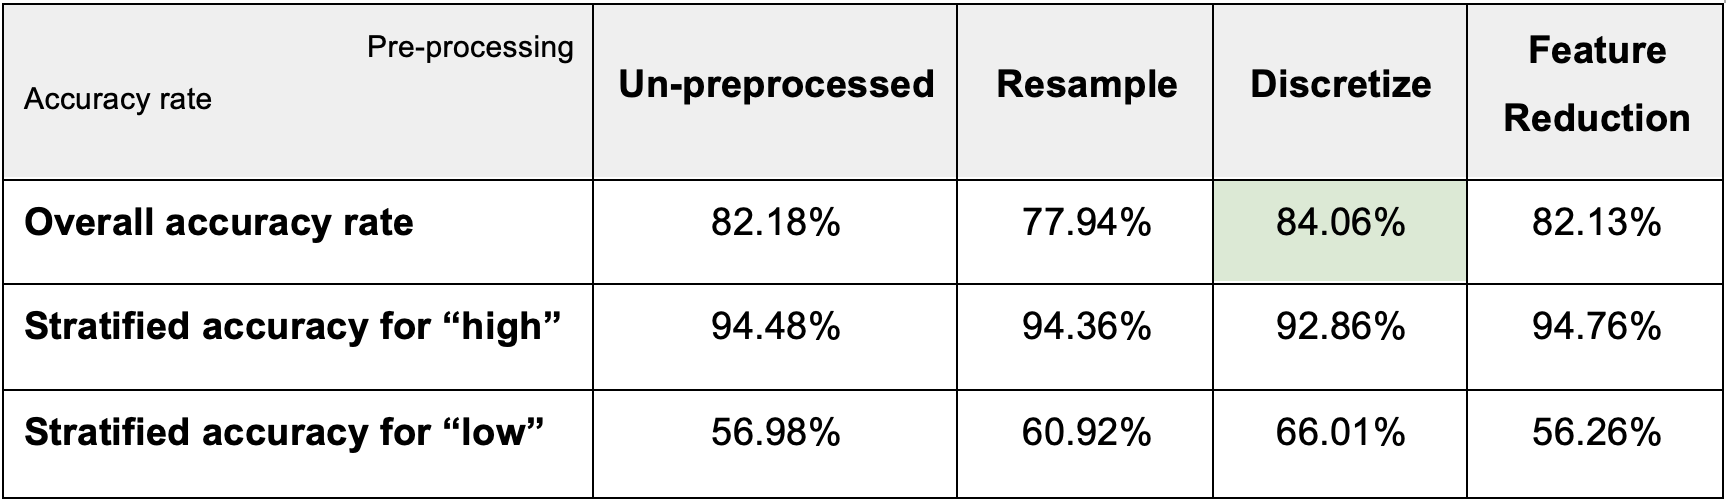 Pre-processing
Accuracy rate
Un-preprocessed
Resample
Discretize
Feature
Reduction
Overall accuracy rate 82.18% 77.94% 84.06% 82.13%
Stratified accuracy for “high” 94.48% 94.36% 92.86% 94.76%
Stratified accuracy for “low” 56.98% 60.92% 66.01% 56.26%